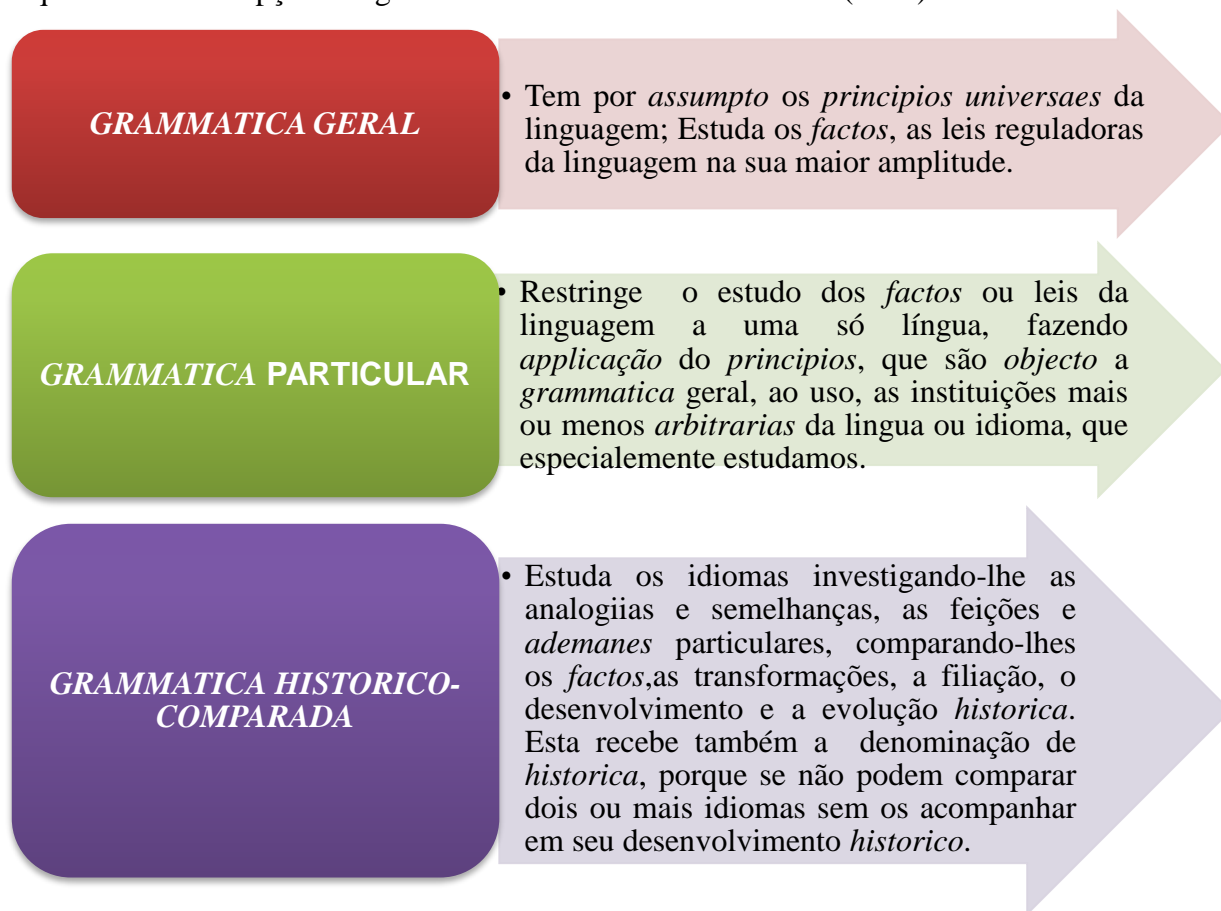 GRAMMATICA GERAL
• Tem por assumpto os principios universaes da
linguagem; Estuda os factos, as leis reguladoras
da linguagem na sua maior amplitude.
GRAMMATICA PARTICULAR
• Restringe o estudo dos factos ou leis da
linguagem a uma só língua, fazendo
applicação do principios, que são objecto a
grammatica geral, ao uso, as instituições mais
ou menos arbitrarias da lingua ou idioma, que
especialemente estudamos.
GRAMMATICA HISTORICO-
COMPARADA
• Estuda os idiomas investigando-lhe as
analogiias e semelhanças, as feições e
ademanes particulares, comparando-lhes
os factos,as transformações, a filiação, o
desenvolvimento e a evolução historica.
Esta recebe também a denominação de
historica, porque se não podem comparar
dois ou mais idiomas sem os acompanhar
em seu desenvolvimento historico.